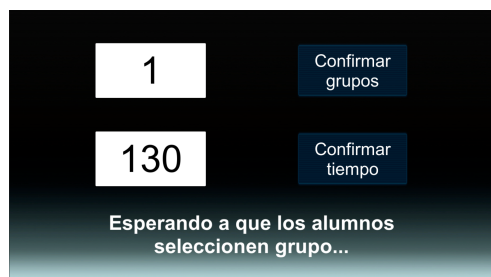 1
Confirmar
grupos
130
Confirmar
tiempo
Esperando a que los alumnos
seleccionen grupo...